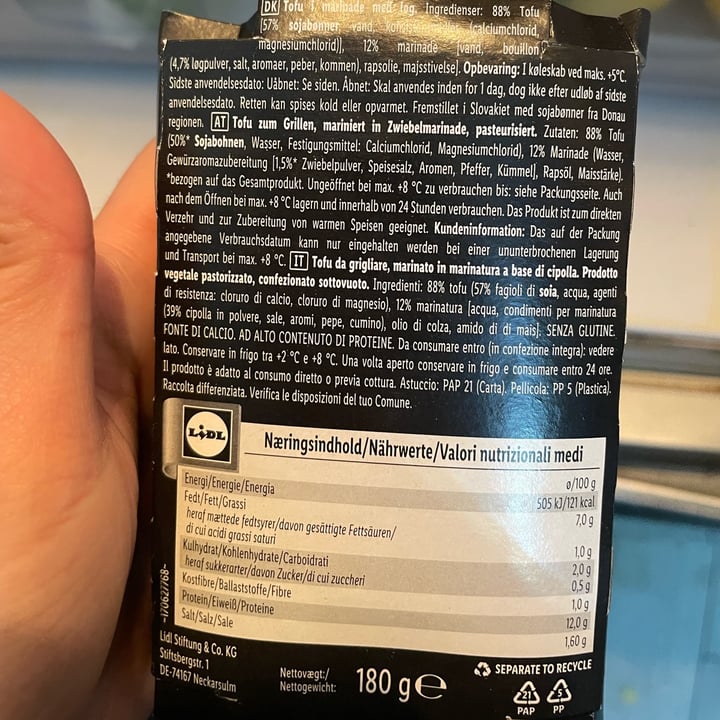 DK Tofu i marinade med løg. Ingredienser: 88% Tofu
[57% sojabønner, vand, (calciumchlorid,
magnesiumchlorid)], 12% marinade [vand, bouillon
(4,7% løgpulver, salt, aromaer, peber, kommen), rapsolie, majsstivelse]. Opbevaring: I køleskab ved maks. +5°C.
Sidste anvendelsesdato: Uåbnet: Se siden. Åbnet: Skal anvendes inden for 1 dag, dog ikke efter udløb af sidste
anvendelsesdato. Retten kan spises kold eller opvarmet. Fremstillet i Slovakiet med sojabønner fra Donau
regionen. AT Tofu zum Grillen, mariniert in Zwiebelmarinade, pasteurisiert. Zutaten: 88% Tofu
(50%* Sojabohnen, Wasser, Festigungsmittel: Calciumchlorid, Magnesiumchlorid), 12% Marinade (Wasser,
Gewürzaromazubereitung [1,5%* Zwiebelpulver, Speisesalz, Aromen, Pfeffer, Kümmel], Rapsöl, Maisstärke).
*bezogen auf das Gesamtprodukt. Ungeöffnet bei max. +8 °C zu verbrauchen bis: siehe Packungsseite. Auch
nach dem Öffnen bei max. +8 °C lagern und innerhalb von 24 Stunden verbrauchen. Das Produkt ist zum direkten
Verzehr und zur Zubereitung von warmen Speisen geeignet. Kundeninformation: Das auf der Packung
angegebene Verbrauchsdatum kann nur eingehalten werden bei einer ununterbrochenen Lagerung
und Transport bei max. +8 °C. IT Tofu da grigliare, marinato in marinatura a base di cipolla. Prodotto
vegetale pastorizzato, confezionato sottovuoto. Ingredienti: 88% tofu (57% fagioli di soia, acqua, agenti
di resistenza: cloruro di calcio, cloruro di magnesio), 12% marinatura [acqua, condimenti per marinatura
(39% cipolla in polvere, sale, aromi, pepe, cumino), olio di colza, amido di di mais]. SENZA GLUTINE.
FONTE DI CALCIO. AD ALTO CONTENUTO DI PROTEINE. Da consumare entro (in confezione integra): vedere
lato. Conservare in frigo tra +2 °C e +8 °C. Una volta aperto conservare in frigo e consumare entro 24 ore.
Il prodotto è adatto al consumo diretto o previa cottura. Astuccio: PAP 21 (Carta). Pellicola: PP 5 (Plastica).
Raccolta differenziata. Verifica le disposizioni del tuo Comune.
LIDL
Næringsindhold/Nährwerte/Valori nutrizionali medi
ø/100 g
Energi/Energie/Energia 505 kJ/121 kcal
Fedt/Fett/Grassi 7,0 g
heraf mættede fedtsyrer/davon gesättigte Fettsäuren/
di cui acidi grassi saturi 1,0 g
Kulhydrat/Kohlenhydrate/Carboidrati 2,0 g
heraf sukkerarter/davon Zucker/di cui zuccheri 0,5 g
Kostfibre/Ballaststoffe/Fibre 1,0 g
Protein/Eiweiß/Proteine 12,0 g
Salt/Salz/Sale 1,60 g
-170627768-
Lidl Stiftung & Co. KG
Stiftsbergstr. 1
DE-74167 Neckarsulm
Nettovægt:/
Nettogewicht:
180 g e
SEPARATE TO RECYCLE
21
PAP
5
PP